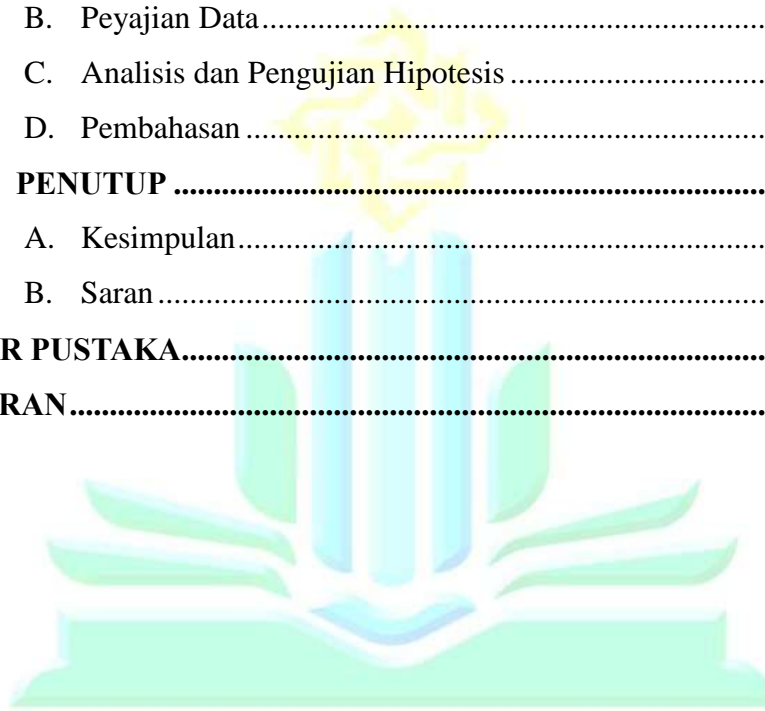 B. Peyajian Data........................................................................
C. Analisis dan Pengujian Hipotesis........................................
D. Pembahasan........................................................................
PENUTUP........................................................................
A. Kesimpulan........................................................................
B. Saran........................................................................
R PUSTAKA........................................................................
RAN........................................................................